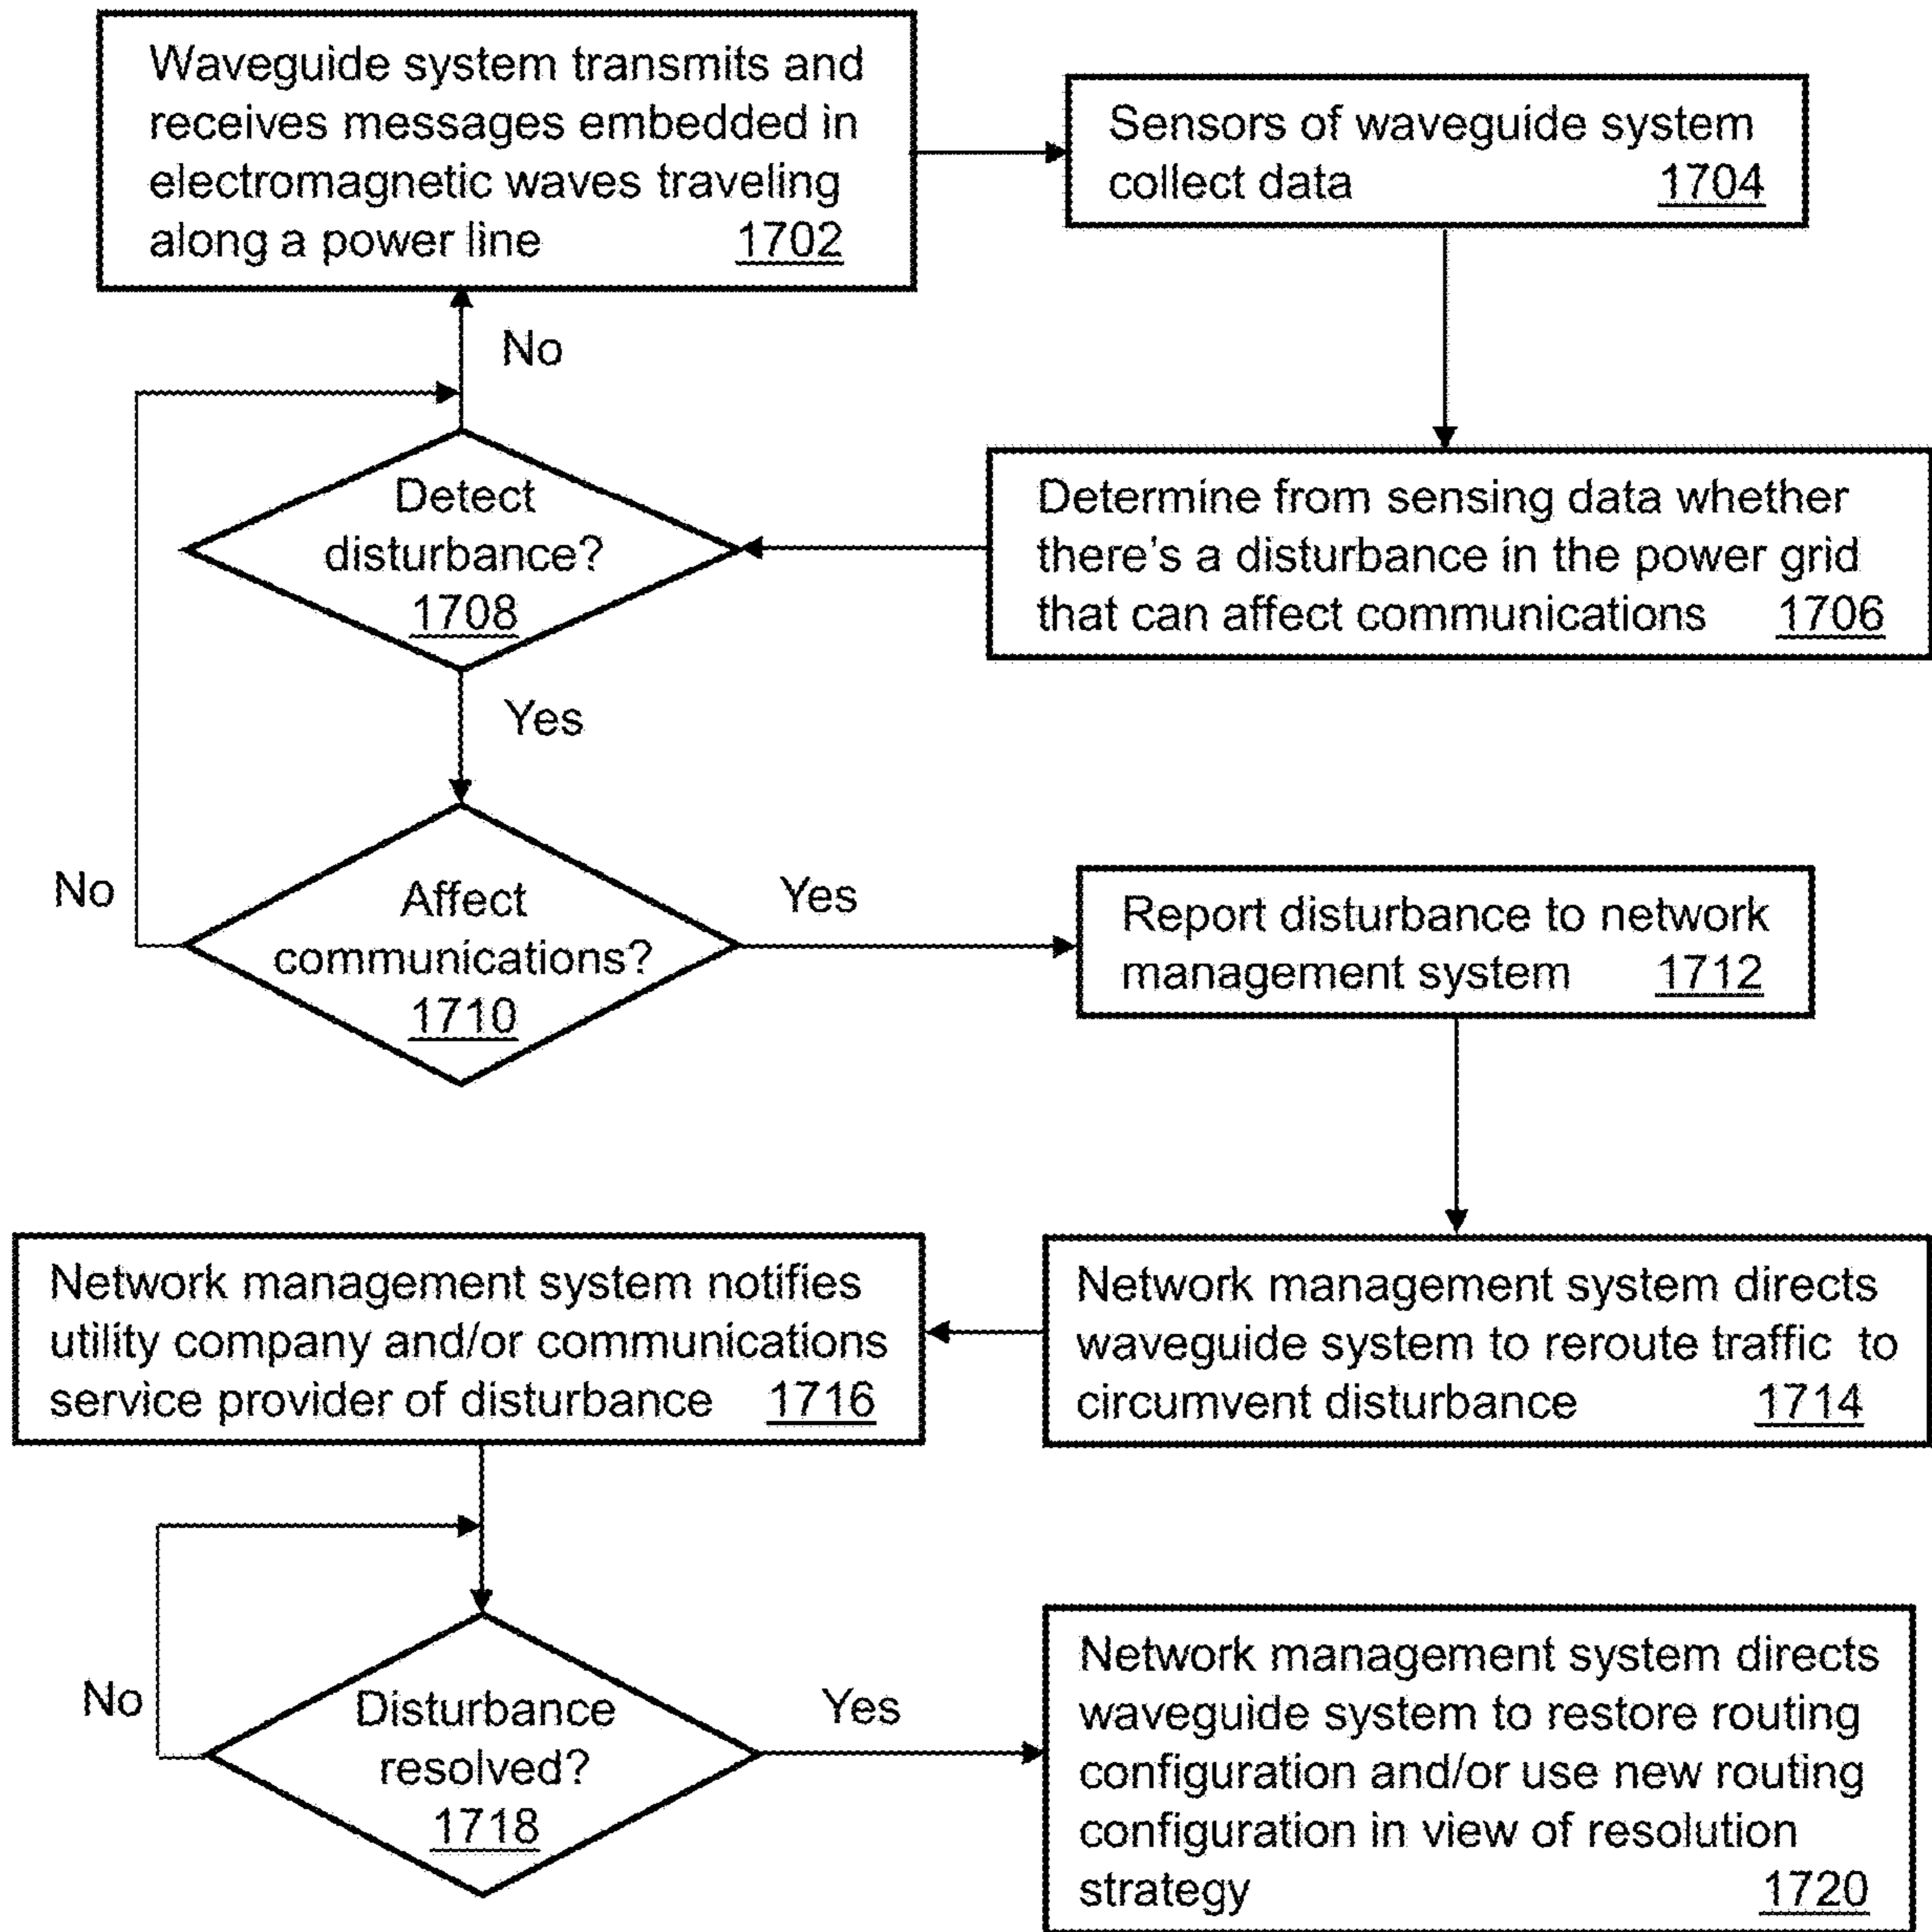 Waveguide system transmits and
receives messages embedded in
electromagnetic waves traveling
along a power line 1702
Sensors of waveguide system
collect data 1704
No
Detect
disturbance?
1708
Determine from sensing data whether
there's a disturbance in the power grid
that can affect communications 1706
Yes
No
Affect
communications?
1710
Yes
Report disturbance to network
management system 1712
Network management system notifies
utility company and/or communications
service provider of disturbance 1716
Network management system directs
waveguide system to reroute traffic to
circumvent disturbance 1714
No
Disturbance
resolved?
1718
Yes
Network management system directs
waveguide system to restore routing
configuration and/or use new routing
configuration in view of resolution
strategy 1720